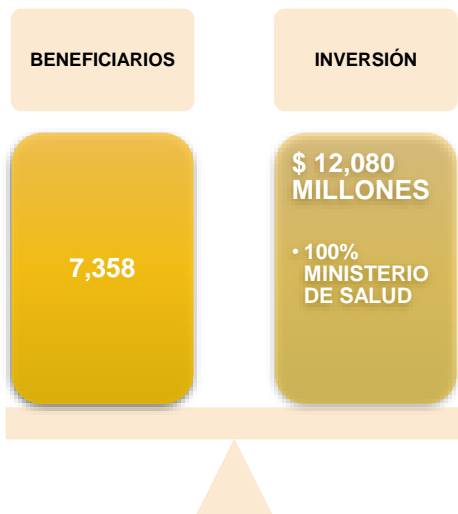 BENEFICIARIOS
INVERSIÓN
7,358
$ 12,080
MILLONES
• 100%
MINISTERIO
DE SALUD